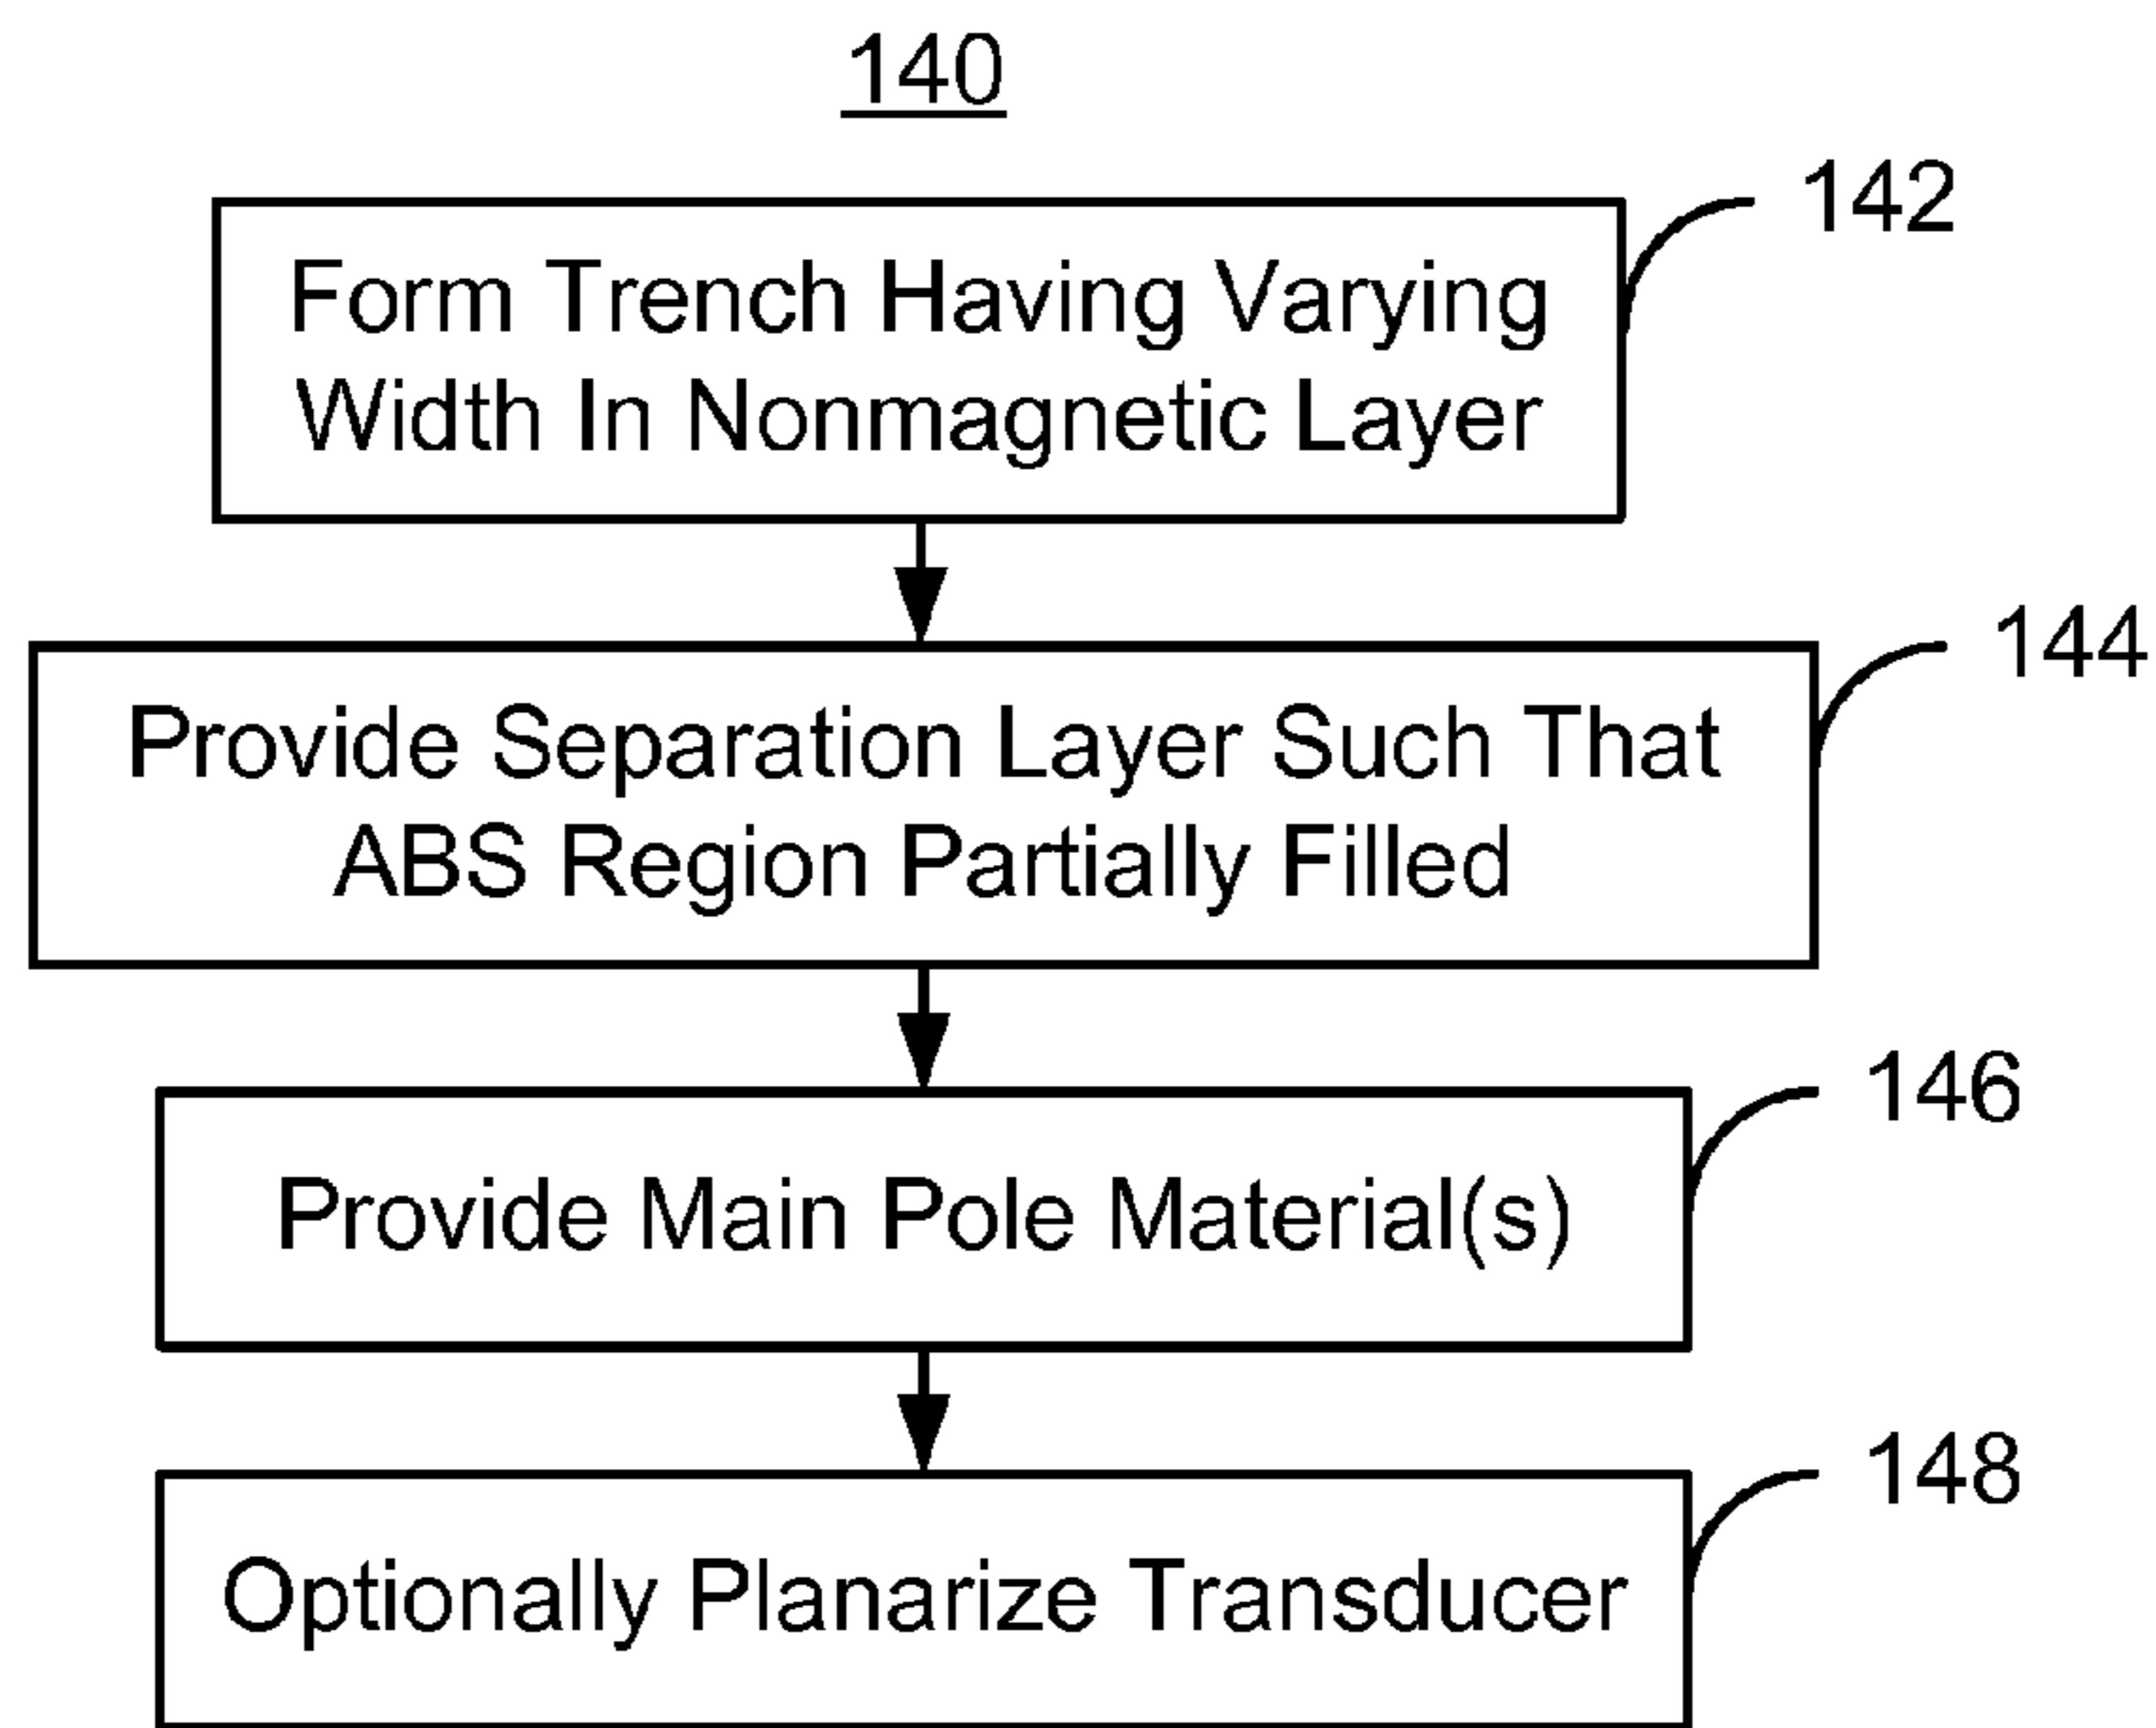 140
142
Form Trench Having Varying
Width In Nonmagnetic Layer
144
Provide Separation Layer Such That
ABS Region Partially Filled
146
Provide Main Pole Material(s)
148
Optionally Planarize Transducer